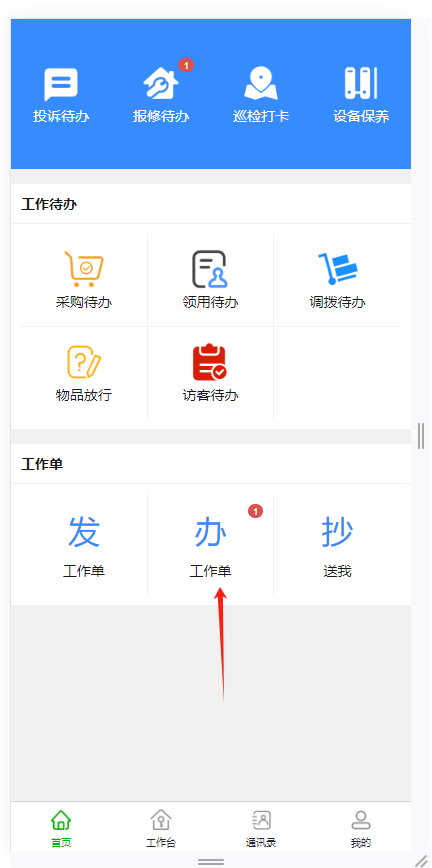 1
投诉待办 报修待办 巡检打卡 设备保养
工作待办
采购待办 领用待办 调拨待办
物品放行 访客待办
工作单
发 办 1 抄
工作单 工作单 送我
首页 工作台 通讯录 我的